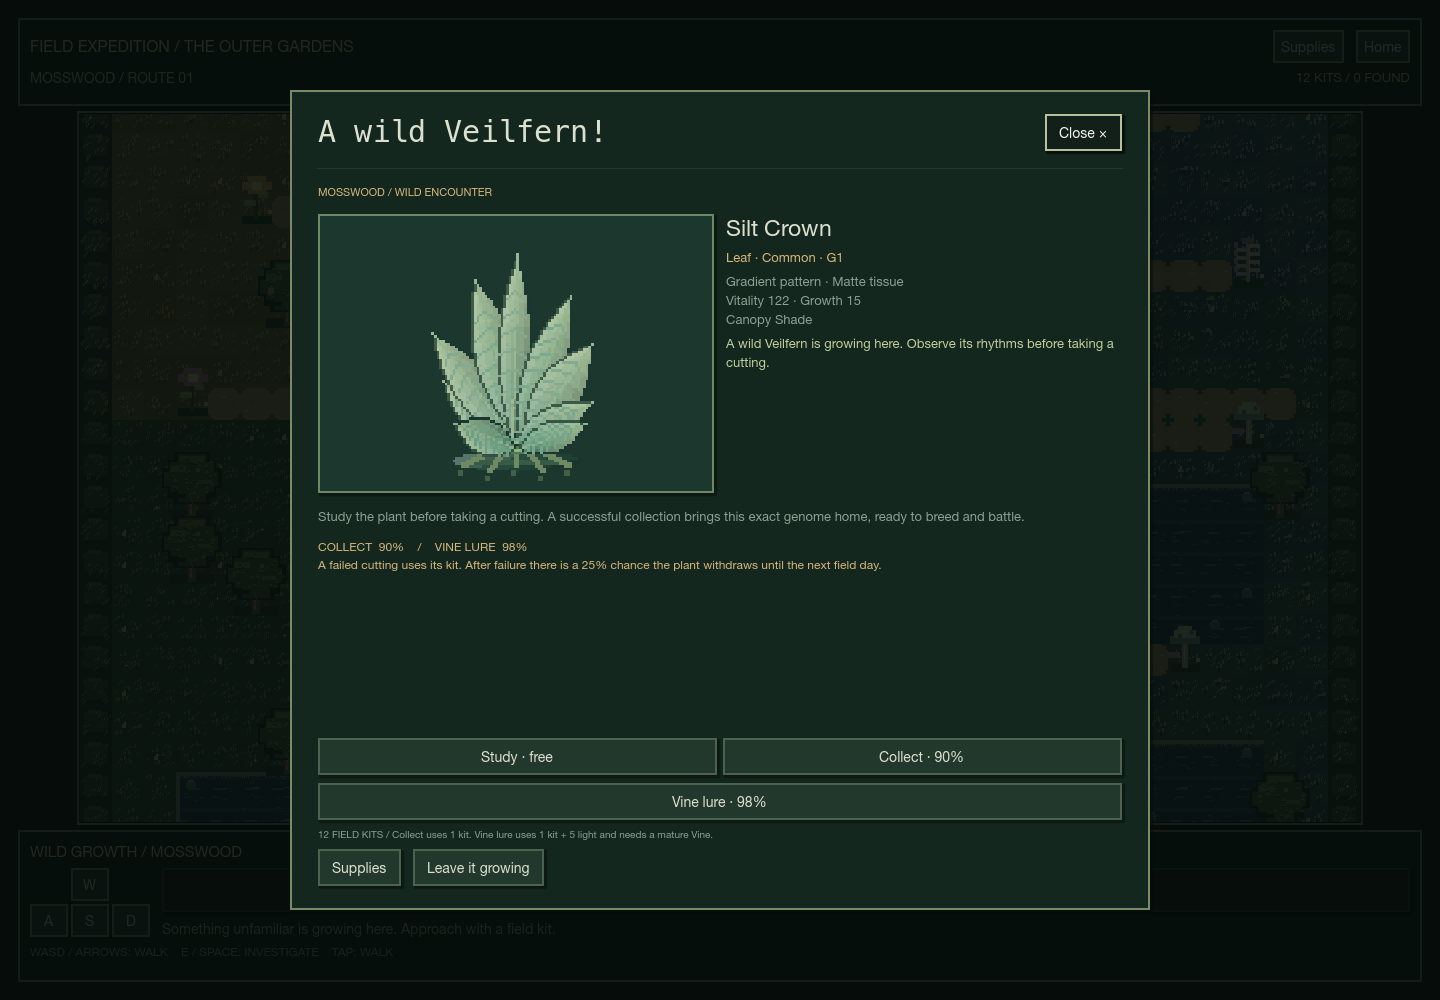 FIELD EXPEDITION / THE OUTER GARDENS
Supplies
Home
MOSSWOOD / ROUTE 01
12 KITS / 0 FOUND
A wild Veilfern!
Close ×
MOSSWOOD / WILD ENCOUNTER
Silt Crown
Leaf · Common · G1
Gradient pattern · Matte tissue
Vitality 122 · Growth 15
Canopy Shade
A wild Veilfern is growing here. Observe its rhythms before taking a
cutting.
Study the plant before taking a cutting. A successful collection brings this exact genome home, ready to breed and battle.
COLLECT 90% / VINE LURE 98%
A failed cutting uses its kit. After failure there is a 25% chance the plant withdraws until the next field day.
Study · free
Collect · 90%
Vine lure · 98%
12 FIELD KITS / Collect uses 1 kit. Vine lure uses 1 kit + 5 light and needs a mature Vine.
Supplies
Leave it growing
WILD GROWTH / MOSSWOOD
W
A
S
D
Something unfamiliar is growing here. Approach with a field kit.
WASD / ARROWS: WALK E / SPACE: INVESTIGATE TAP: WALK